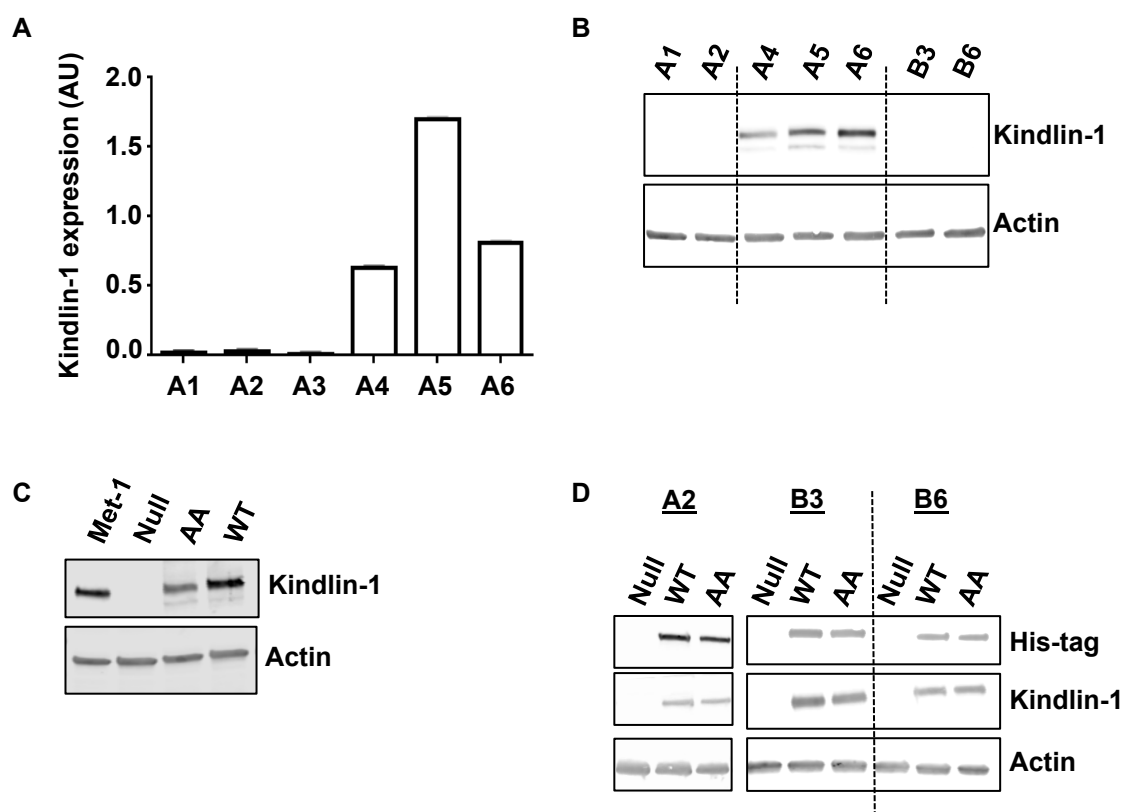 A
Kindlin-1 expression (AU)
2.0
1.5
1.0
0.5
0.0
A1 A2 A3 A4 A5 A6
B
A1 A2 A4 A5 A6 B3 B6
Kindlin-1
Actin
C
Met-1 Null AA WT
Kindlin-1
Actin
D
A2 B3 B6
Null WT AA Null WT AA Null WT AA
His-tag
Kindlin-1
Actin